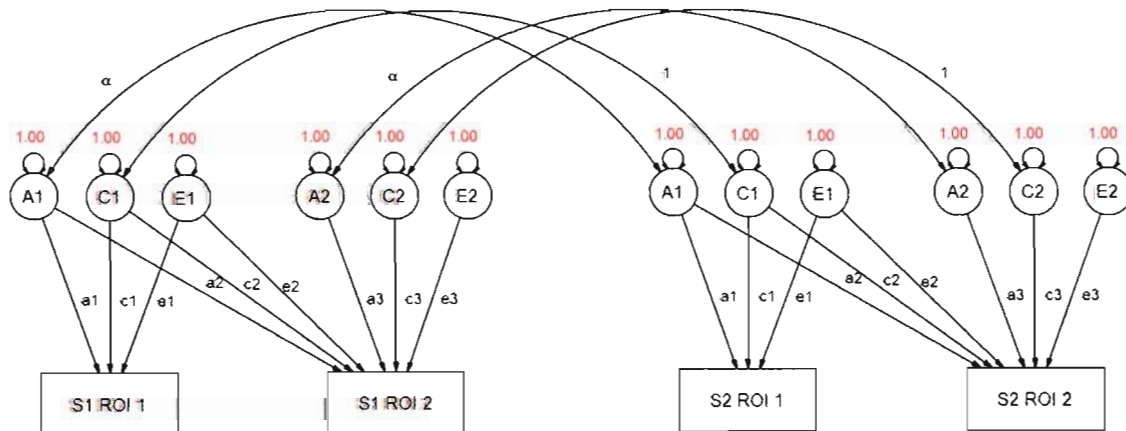 α α 1 1
1.00 1.00 1.00 1.00 1.00 1.00 1.00 1.00 1.00 1.00 1.00 1.00
A1 C1 E1 A2 C2 E2 A1 C1 E1 A2 C2 E2
a1 c1 e1 a2 c2 e2 a3 c3 e3 a1 c1 e1 a2 c2 e2 a3 c3 e3
S1 ROI 1 S1 ROI 2 S2 ROI 1 S2 ROI 2